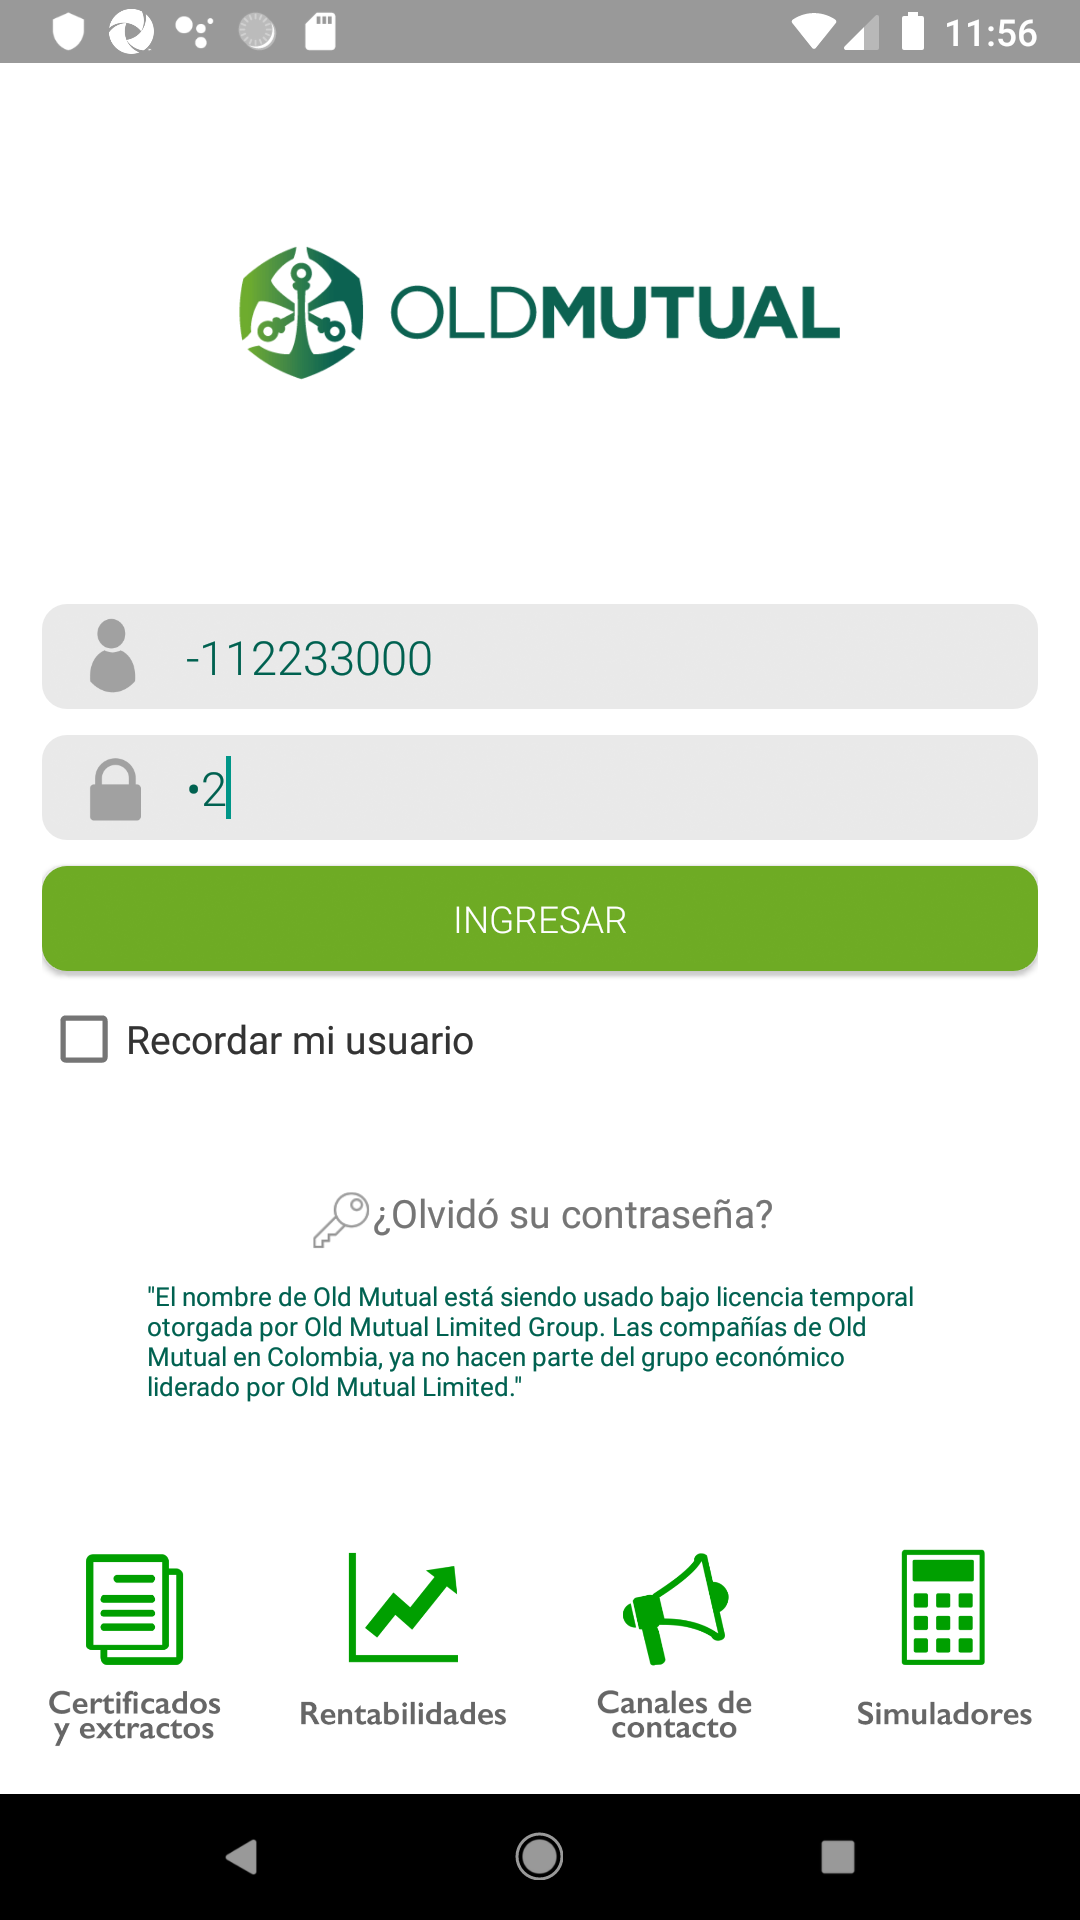 11:56
OLDMUTUAL
-112233000
•2
INGRESAR
Recordar mi usuario
¿Olvidó su contraseña?
"El nombre de Old Mutual está siendo usado bajo licencia temporal
otorgada por Old Mutual Limited Group. Las compañías de Old
Mutual en Colombia, ya no hacen parte del grupo económico
liderado por Old Mutual Limited."
Certificados
y extractos
Rentabilidades
Canales de
contacto
Simuladores